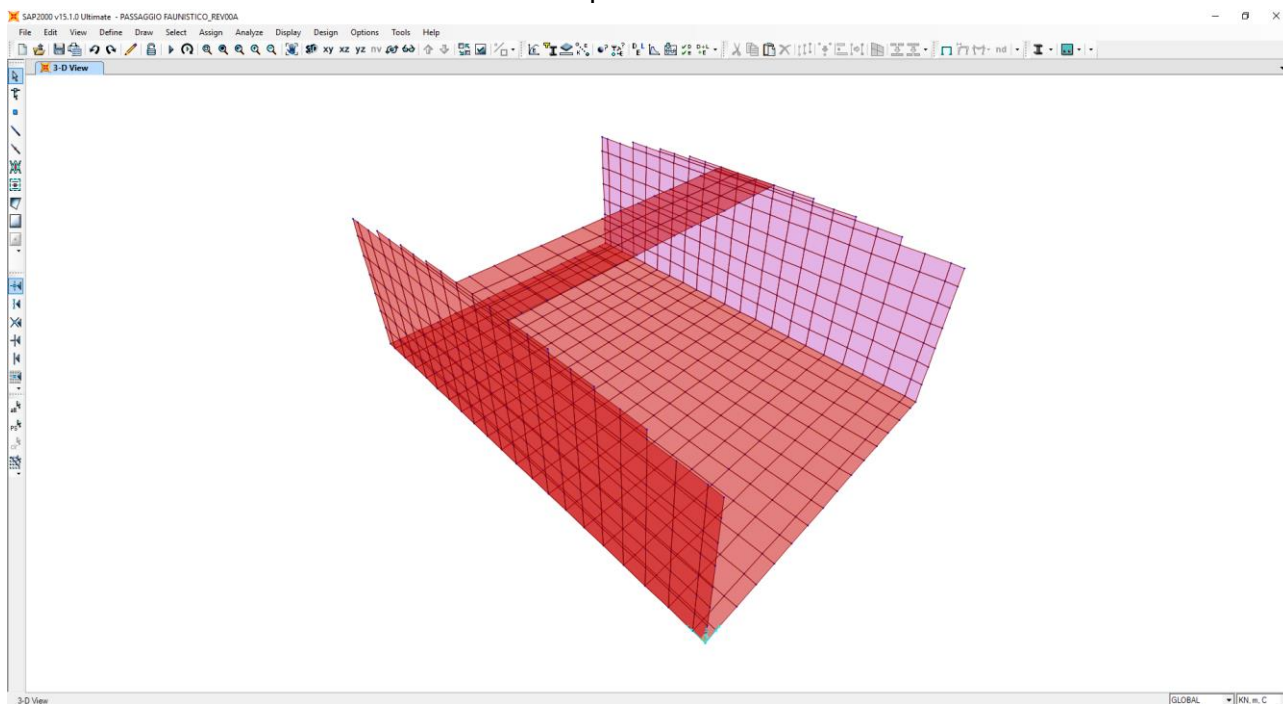 SAP2000 v15.1.0 Ultimate - PASSAGGIO FAUNISTICO_REV00A
File Edit View Define Draw Select Assign Analyze Display Design Options Tools Help
xy xz yz nv nd
3-D View
3-D View
GLOBAL KN, m, C